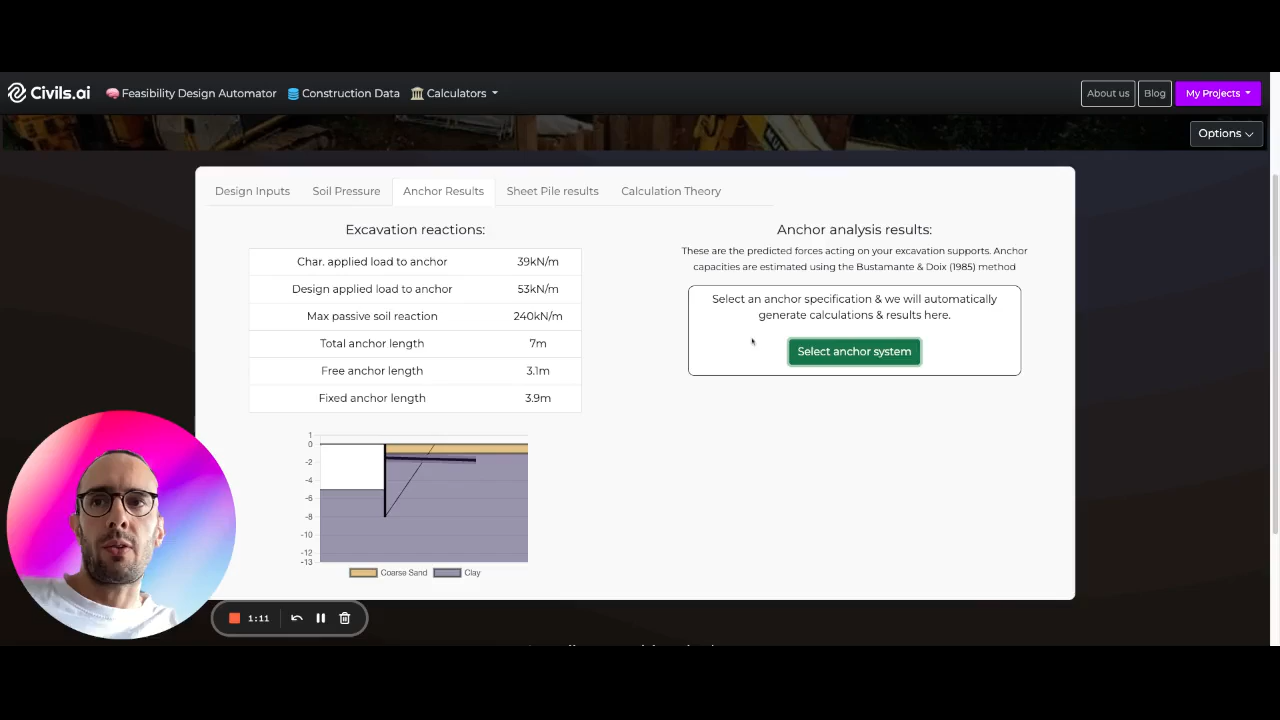 Civils.ai
Feasibility Design Automator
Construction Data
Calculators
About us
Blog
My Projects
Options
Design Inputs
Soil Pressure
Anchor Results
Sheet Pile results
Calculation Theory
Excavation reactions:
Char. applied load to anchor 39kN/m
Design applied load to anchor 53kN/m
Max passive soil reaction 240kN/m
Total anchor length 7m
Free anchor length 3.1m
Fixed anchor length 3.9m
1
0
-2
-4
-6
-8
-10
-12
-13
Coarse Sand
Clay
Anchor analysis results:
These are the predicted forces acting on your excavation supports. Anchor
capacities are estimated using the Bustamante & Doix (1985) method
Select an anchor specification & we will automatically
generate calculations & results here.
Select anchor system
1:11